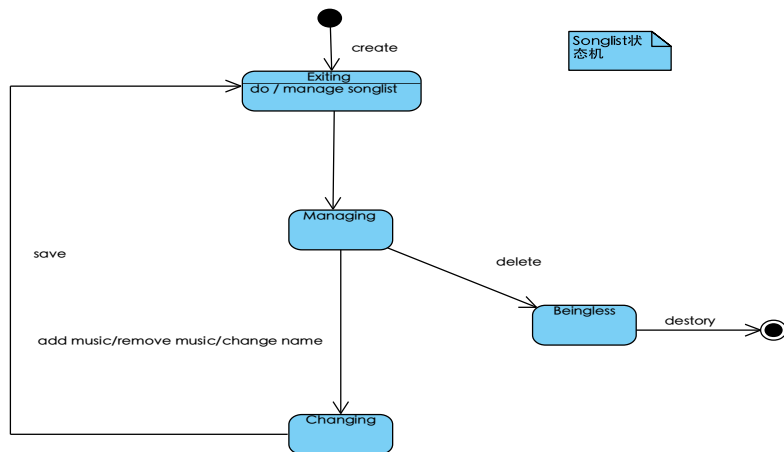 create
Songlist状
态机
Exiting
do / manage songlist
Managing
save
delete
Beingless
destory
add music/remove music/change name
Changing